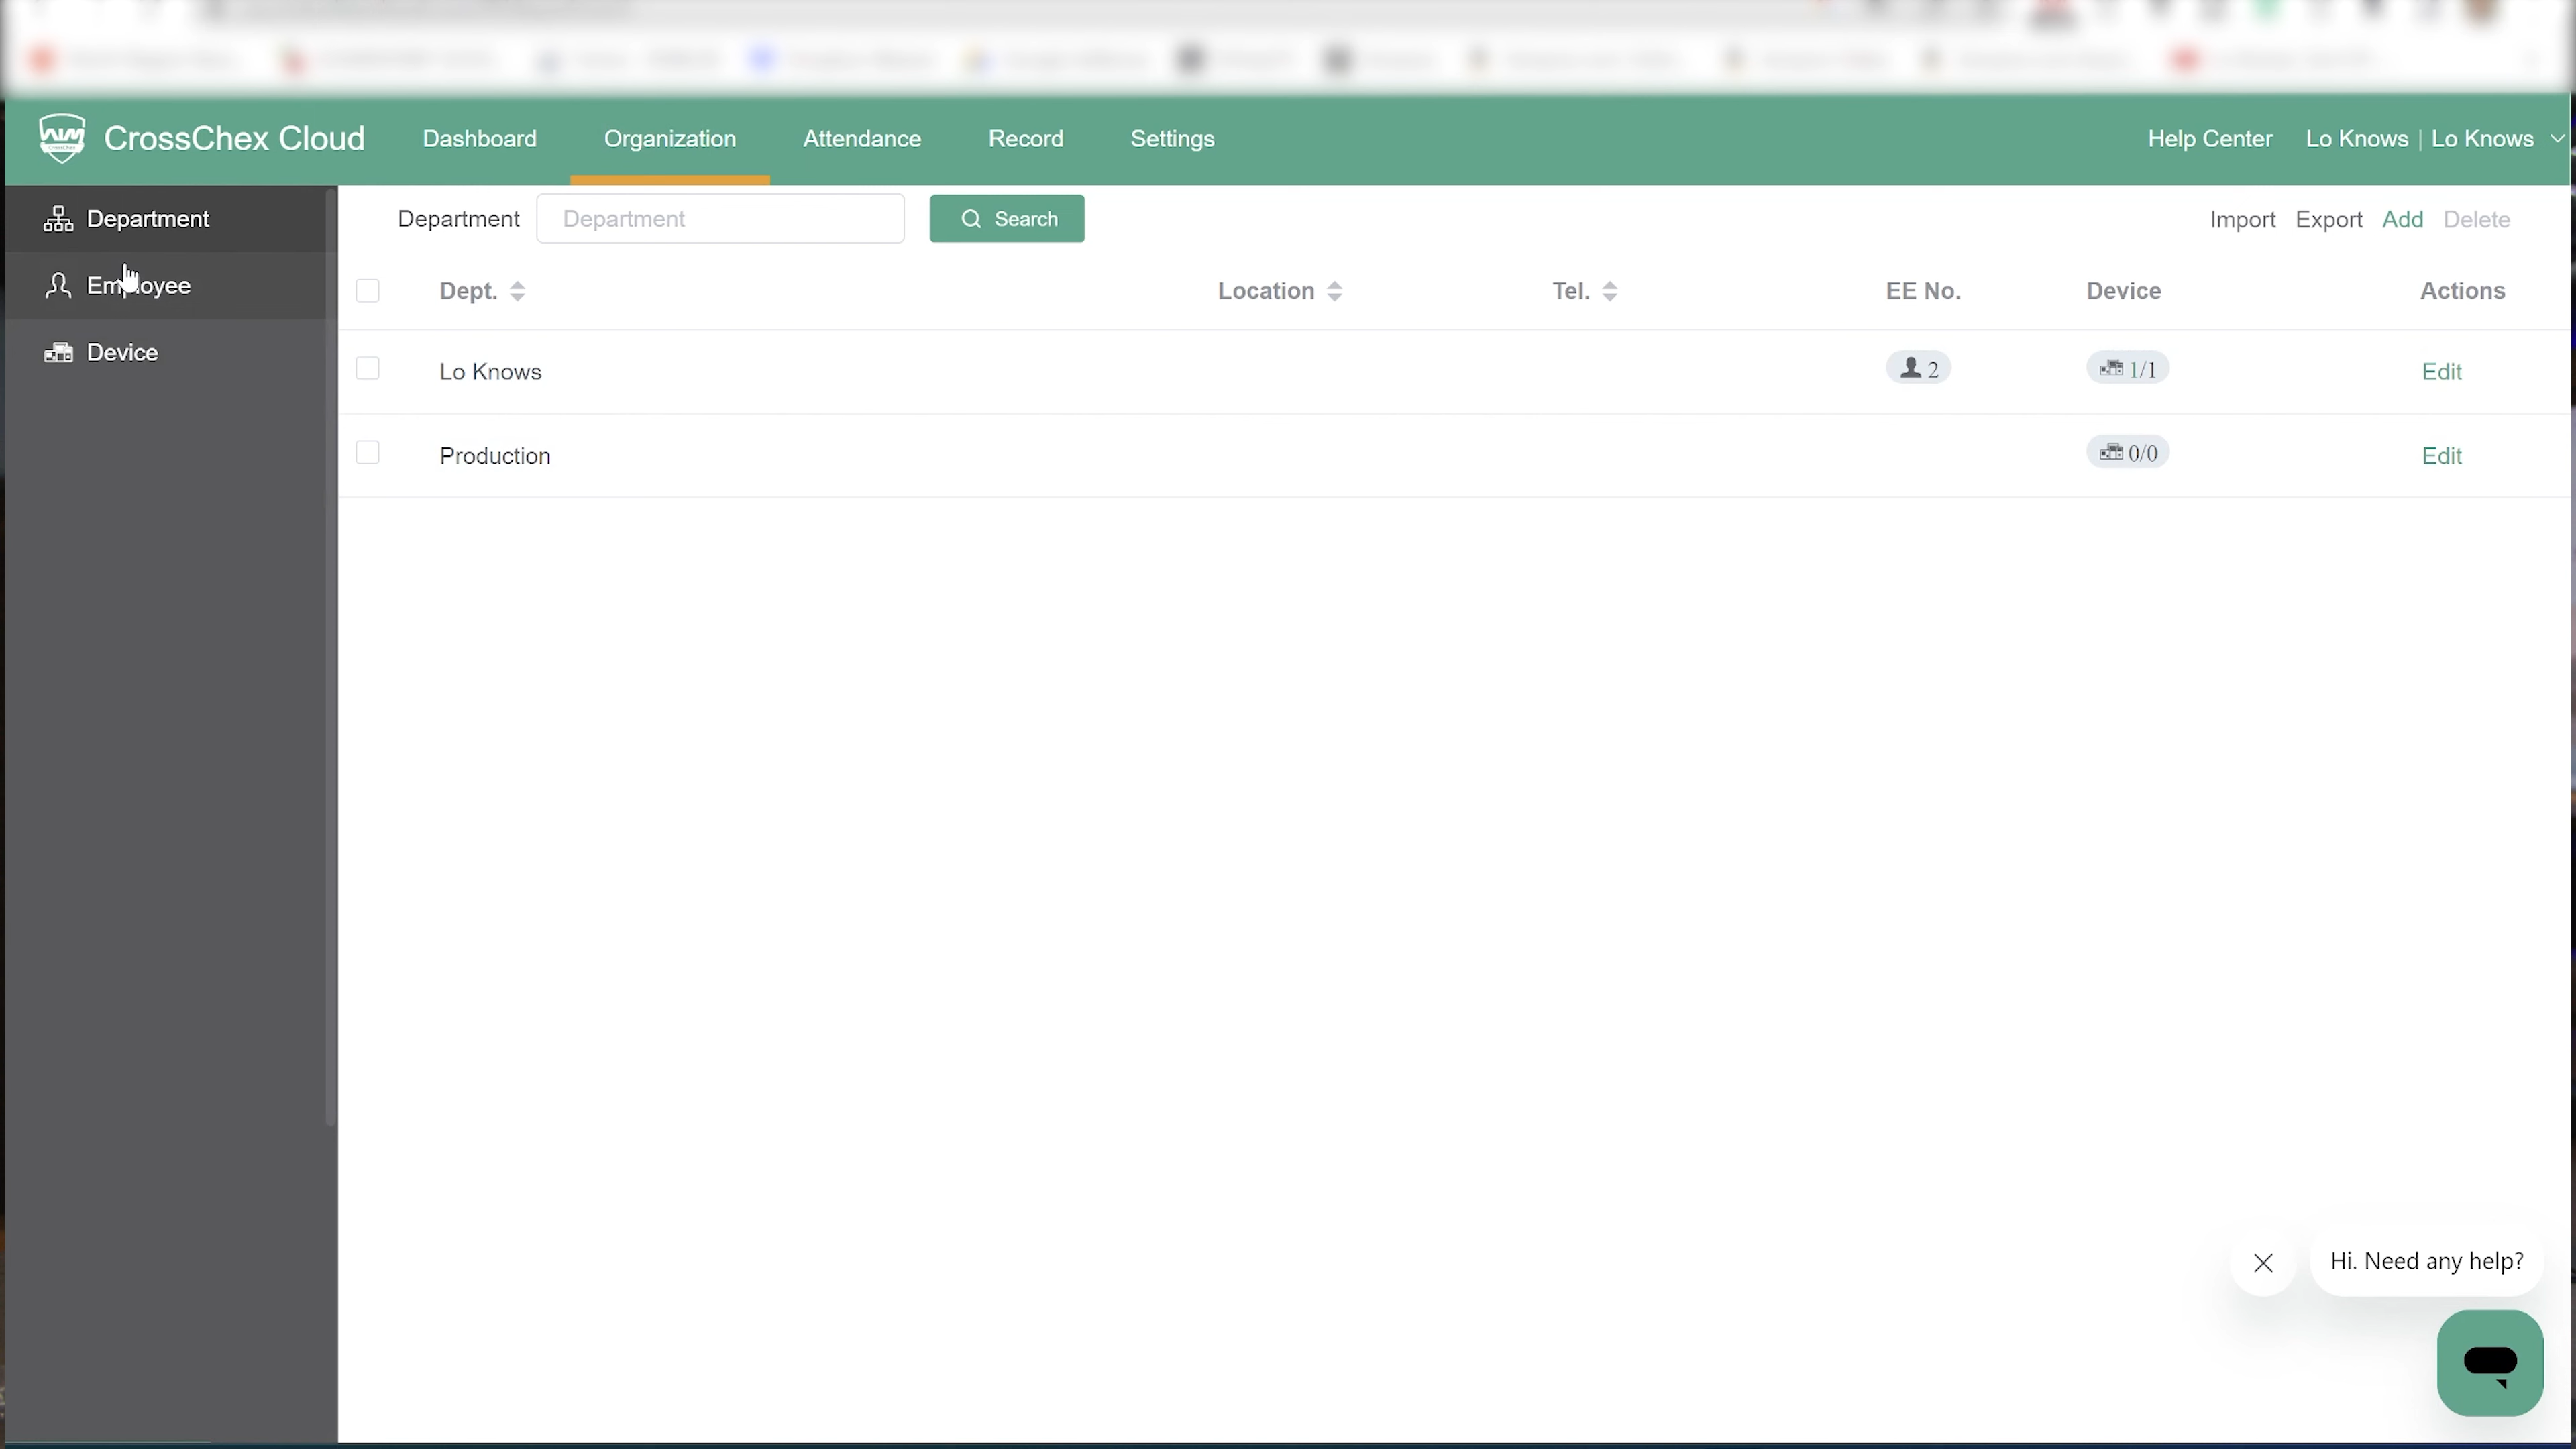 CrossChex Cloud Dashboard Organization Attendance Record Settings Help Center Lo Knows | Lo Knows
Department
Employee
Device
Department Department Search Import Export Add Delete
Dept. Location Tel. EE No. Device Actions
Lo Knows 2 1/1 Edit
Production 0/0 Edit
Hi. Need any help?